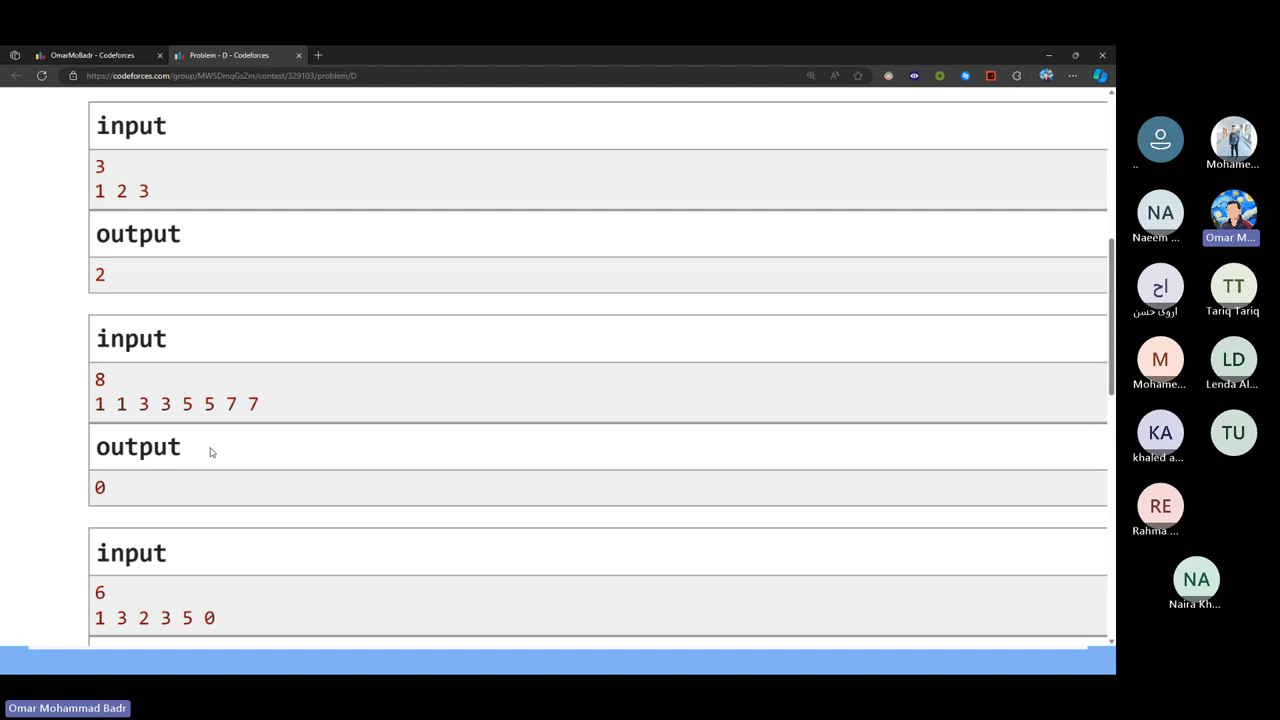 OmarMoBadr - Codeforces
Problem - D - Codeforces
https://codeforces.com/group/MWSDmqGsZm/contest/329103/problem/D
input
3
1 2 3
output
2
input
8
1 1 3 3 5 5 7 7
output
0
input
6
1 3 2 3 5 0
..
Mohame...
NA
Naeem ...
Omar M...
اح
اروى حسن
TT
Tariq Tariq
M
Mohame...
LD
Lenda Al...
KA
khaled a...
TU
RE
Rahma ...
NA
Naira Kh...
Omar Mohammad Badr